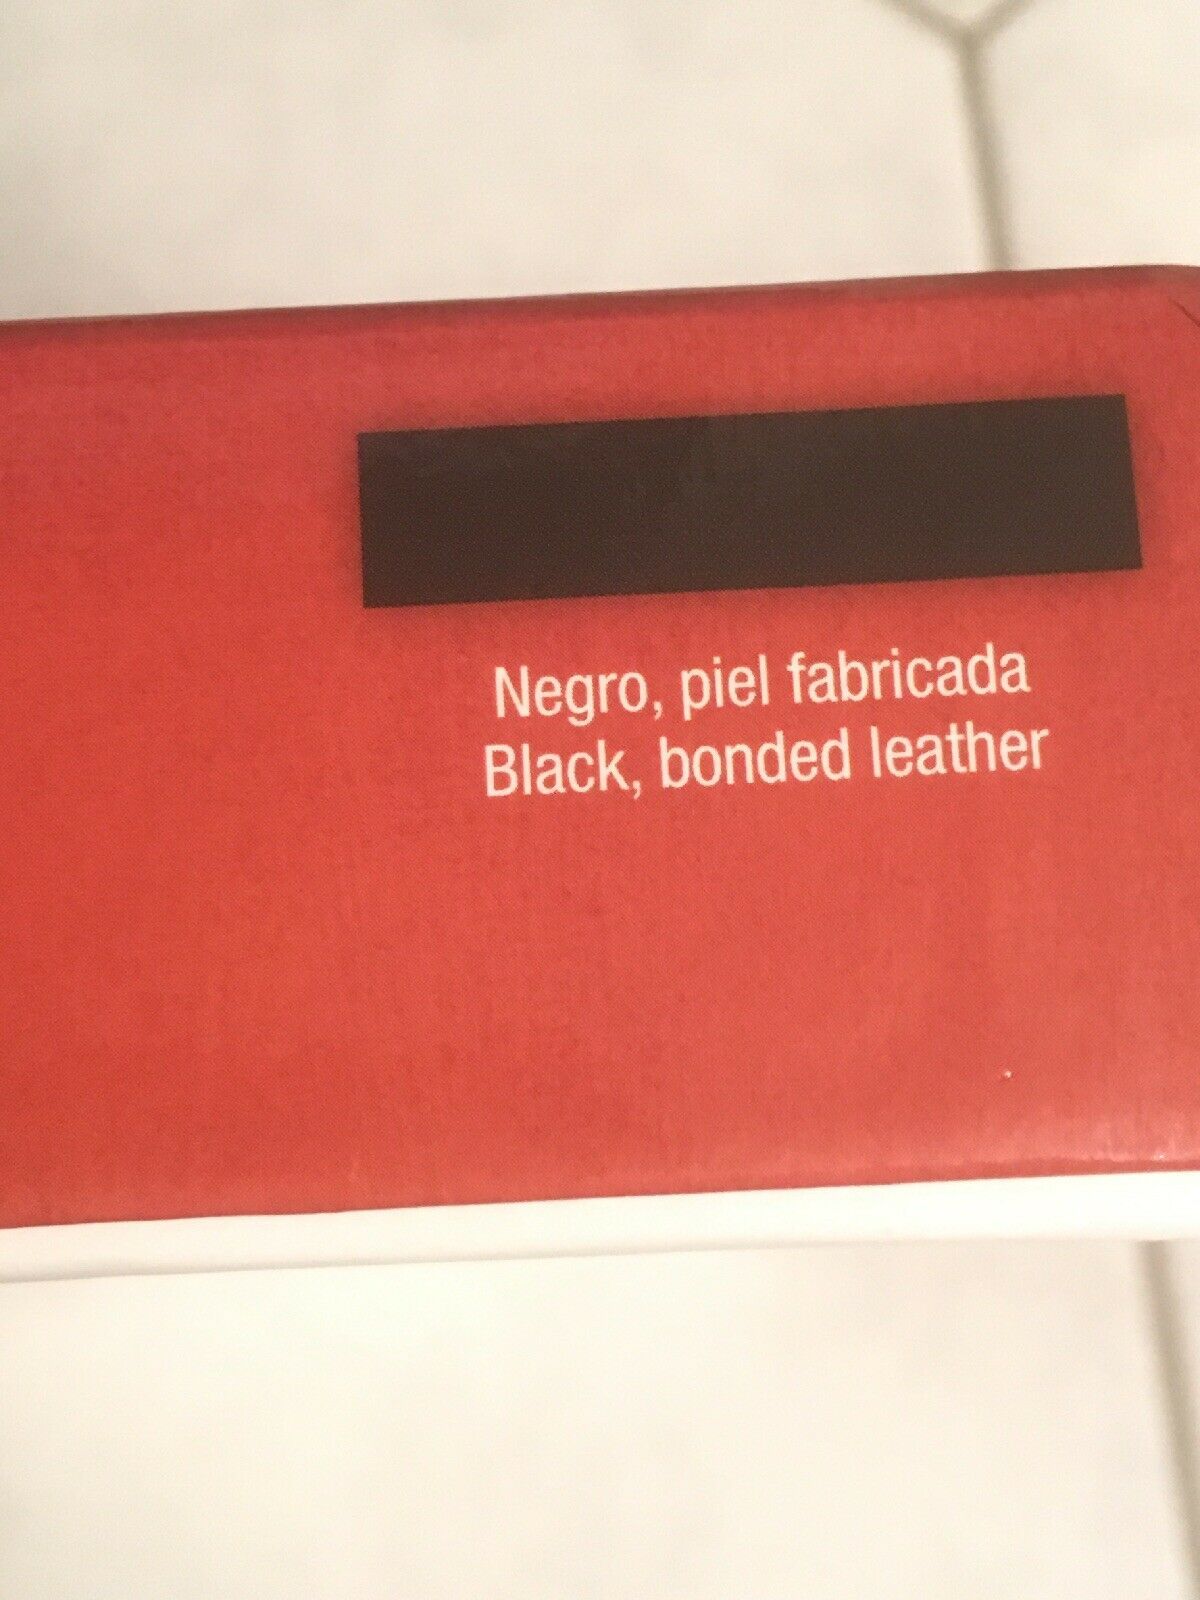 Negro, piel fabricada
Black, bonded leather